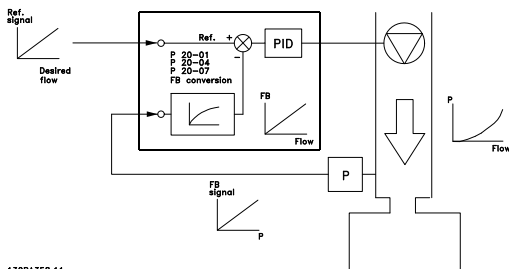 Ref.
signal
Desired
flow
Ref.
+
-
PID
P 20-01
P 20-04
P 20-07
FB conversion
FB
Flow
P
Flow
P
FB
signal
P